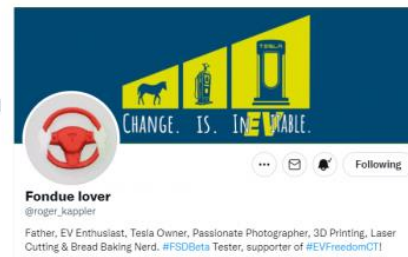 TESLA
CHANGE. IS. INEVITABLE.
Following
Fondue lover
@roger_kappler
Father, EV Enthusiast, Tesla Owner, Passionate Photographer, 3D Printing, Laser
Cutting & Bread Baking Nerd. #FSDBeta Tester, supporter of #EVFreedomCT!